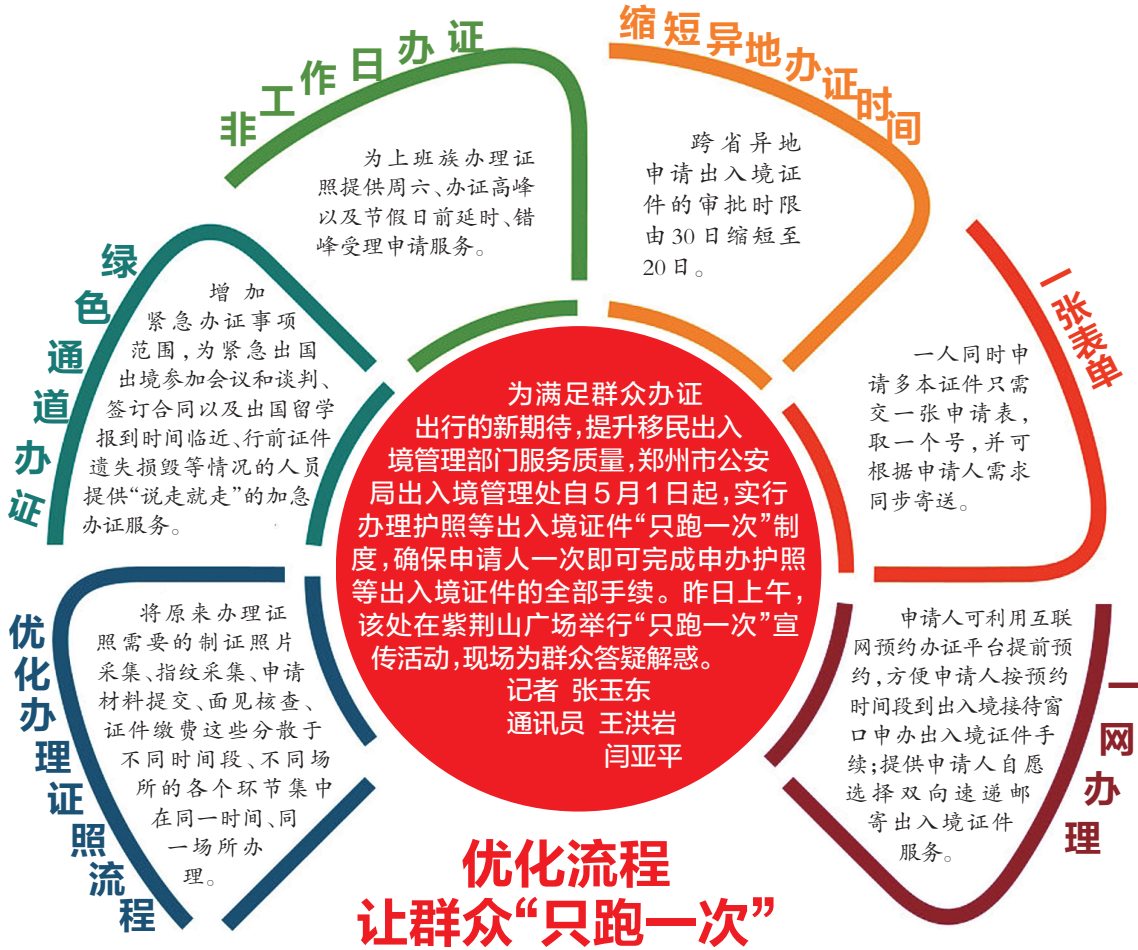 非工作日办证
为上班族办理证
照提供周六、办证高峰
以及节假日前延时、错
峰受理申请服务。
缩短异地办证时间
跨省异地
申请出入境证
件的审批时限
由30日缩短至
20日。
绿色通道办证
增加
紧急办证事项
范围,为紧急出国
出境参加会议和谈判、
签订合同以及出国留学
报到时间临近、行前证件
遗失损毁等情况的人员
提供“说走就走”的加急
办证服务。
一张表单
一人同时申
请多本证件只需
交一张申请表,
取一个号,并可
根据申请人需求
同步寄送。
为满足群众办证
出行的新期待,提升移民出入
境管理部门服务质量,郑州市公安
局出入境管理处自5月1日起,实行
办理护照等出入境证件“只跑一次”制
度,确保申请人一次即可完成申办护照
等出入境证件的全部手续。昨日上午,
该处在紫荆山广场举行“只跑一次”宣
传活动,现场为群众答疑解惑。
记者 张玉东
通讯员 王洪岩
闫亚平
优化办理证照流程
将原来办理证
照需要的制证照片
采集、指纹采集、申请
材料提交、面见核查、
证件缴费这些分散于
不同时间段、不同场
所的各个环节集中
在同一时间、同
一场所办
理。
一网办理
申请人可利用互联
网预约办证平台提前预
约,方便申请人按预约
时间段到出入境接待窗
口申办出入境证件手
续;提供申请人自愿
选择双向速递邮
寄出入境证件
服务。
优化流程
让群众“只跑一次”